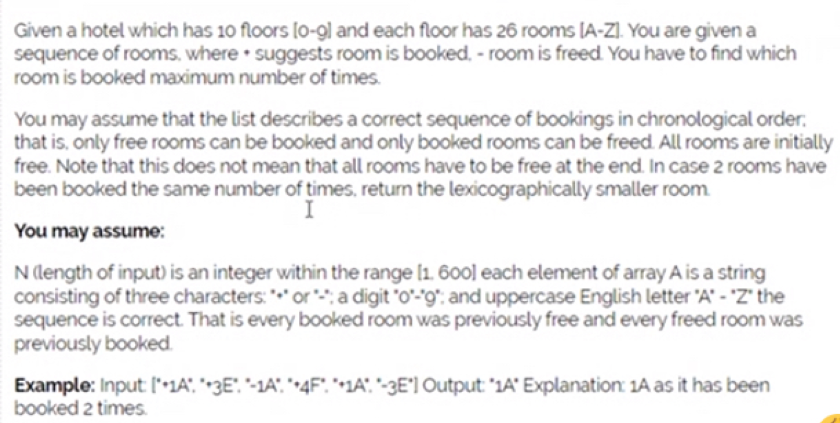 Given a hotel which has 10 floors [0-9] and each floor has 26 rooms [A-Z]. You are given a
sequence of rooms, where + suggests room is booked, - room is freed. You have to find which
room is booked maximum number of times.
You may assume that the list describes a correct sequence of bookings in chronological order;
that is, only free rooms can be booked and only booked rooms can be freed. All rooms are initially
free. Note that this does not mean that all rooms have to be free at the end. In case 2 rooms have
been booked the same number of times, return the lexicographically smaller room.
You may assume:
N (length of input) is an integer within the range [1, 600] each element of array A is a string
consisting of three characters: "+" or "-"; a digit "0"-"9"; and uppercase English letter "A" - "Z" the
sequence is correct. That is every booked room was previously free and every freed room was
previously booked.
Example: Input: ["+1A", "+3E", "-1A", "+4F", "+1A", "-3E"] Output: "1A" Explanation: 1A as it has been
booked 2 times.